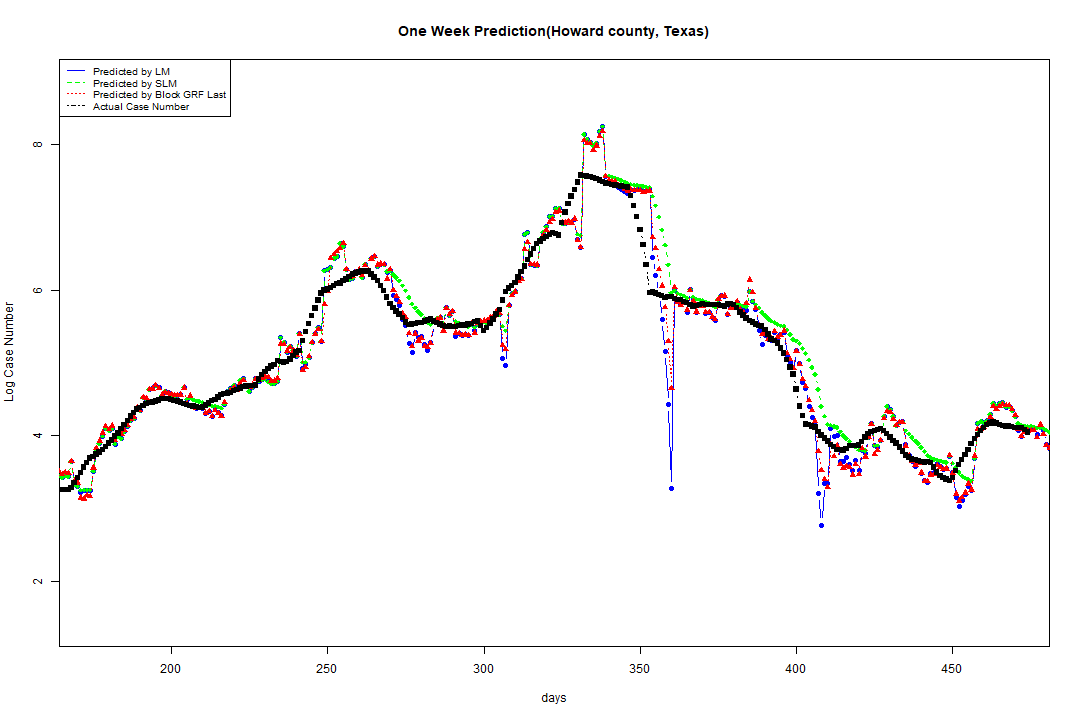 One Week Prediction(Howard county, Texas)
Predicted by LM
Predicted by SLM
Predicted by Block GRF Last
Actual Case Number
8
6
4
2
Log Case Number
200
250
300
350
400
450
days